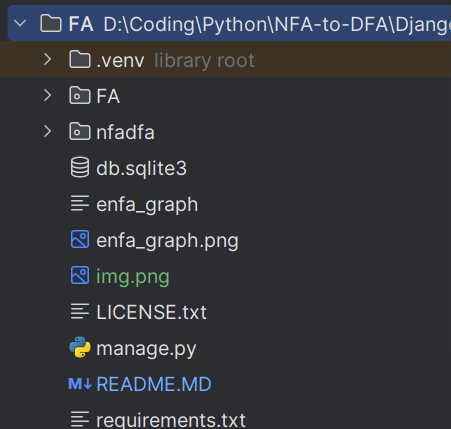 FA D:\Coding\Python\NFA-to-DFA\Djang
.venv library root
FA
nfadfa
db.sqlite3
enfa_graph
enfa_graph.png
img.png
LICENSE.txt
manage.py
M↓ README.MD
requirements.txt